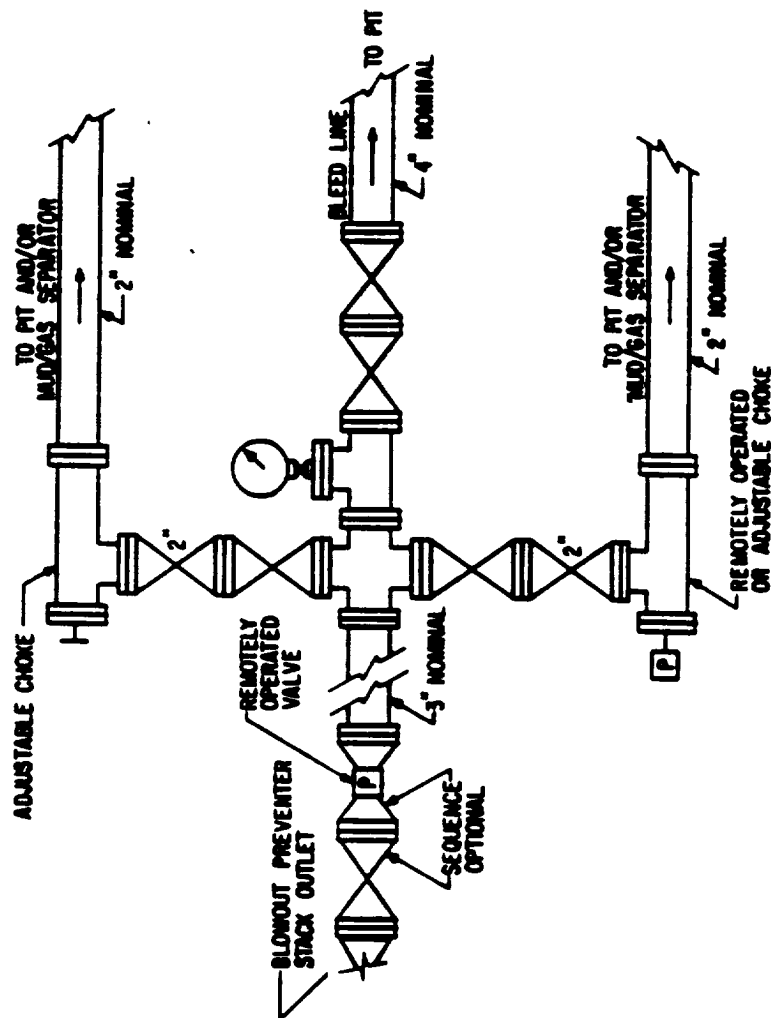 ADJUSTABLE CHOKE
TO PIT AND/OR
MUD/GAS SEPARATOR
2" NOMINAL
2"
BLOWOUT PREVENTER
STACK OUTLET
REMOTELY
OPERATED
VALVE
P
SEQUENCE-
OPTIONAL
3" NOMINAL
BLEED LINE
TO PIT
4" NOMINAL
2"
TO PIT AND/OR
MUD/GAS SEPARATOR
2" NOMINAL
P
REMOTELY OPERATED
OR ADJUSTABLE CHOKE